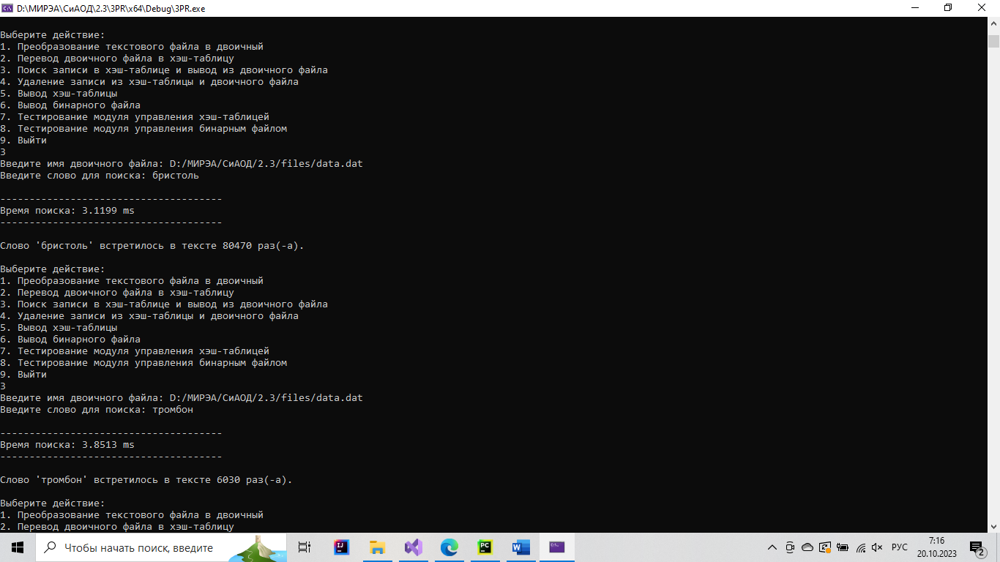 D:\МИРЭА\СиАОД\2.3\3PR\x64\Debug\3PR.exe
Выберите действие:
1. Преобразование текстового файла в двоичный
2. Перевод двоичного файла в хэш-таблицу
3. Поиск записи в хэш-таблице и вывод из двоичного файла
4. Удаление записи из хэш-таблицы и двоичного файла
5. Вывод хэш-таблицы
6. Вывод бинарного файла
7. Тестирование модуля управления хэш-таблицей
8. Тестирование модуля управления бинарным файлом
9. Выйти
3
Введите имя двоичного файла: D:/МИРЭА/СиАОД/2.3/files/data.dat
Введите слово для поиска: бристоль
--------------------------------------
Время поиска: 3.1199 ms
--------------------------------------
Слово 'бристоль' встретилось в тексте 80470 раз(-а).
Выберите действие:
1. Преобразование текстового файла в двоичный
2. Перевод двоичного файла в хэш-таблицу
3. Поиск записи в хэш-таблице и вывод из двоичного файла
4. Удаление записи из хэш-таблицы и двоичного файла
5. Вывод хэш-таблицы
6. Вывод бинарного файла
7. Тестирование модуля управления хэш-таблицей
8. Тестирование модуля управления бинарным файлом
9. Выйти
3
Введите имя двоичного файла: D:/МИРЭА/СиАОД/2.3/files/data.dat
Введите слово для поиска: тромбон
--------------------------------------
Время поиска: 3.8513 ms
--------------------------------------
Слово 'тромбон' встретилось в тексте 6030 раз(-а).
Выберите действие:
1. Преобразование текстового файла в двоичный
2. Перевод двоичного файла в хэш-таблицу
Чтобы начать поиск, введите
IJ
PC
W
РУС
7:16
20.10.2023
2